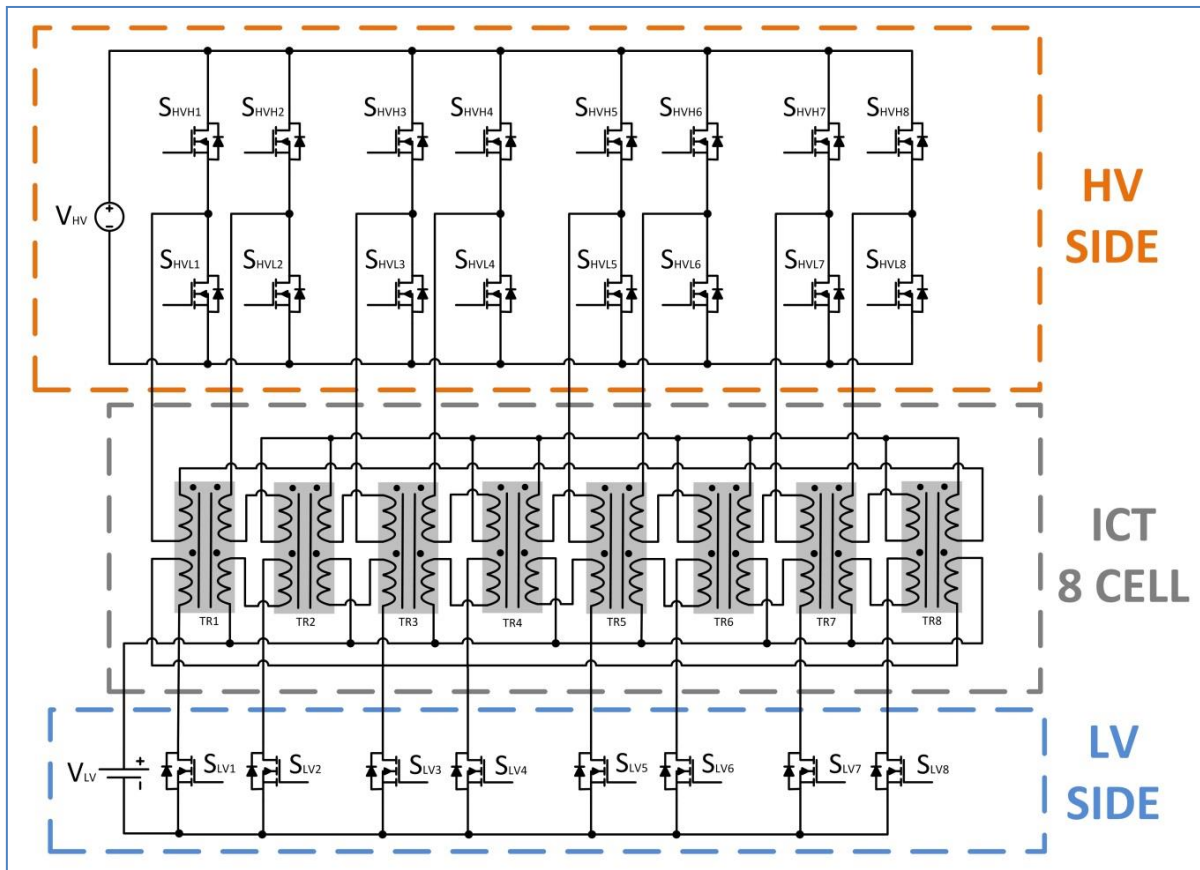 SHVH1 SHVH2 SHVH3 SHVH4 SHVH5 SHVH6 SHVH7 SHVH8
HV
SIDE
VHV
+
−
SHVL1 SHVL2 SHVL3 SHVL4 SHVL5 SHVL6 SHVL7 SHVL8
ICT
8 CELL
TR1 TR2 TR3 TR4 TR5 TR6 TR7 TR8
VLV
+
−
SLV1 SLV2 SLV3 SLV4 SLV5 SLV6 SLV7 SLV8
LV
SIDE